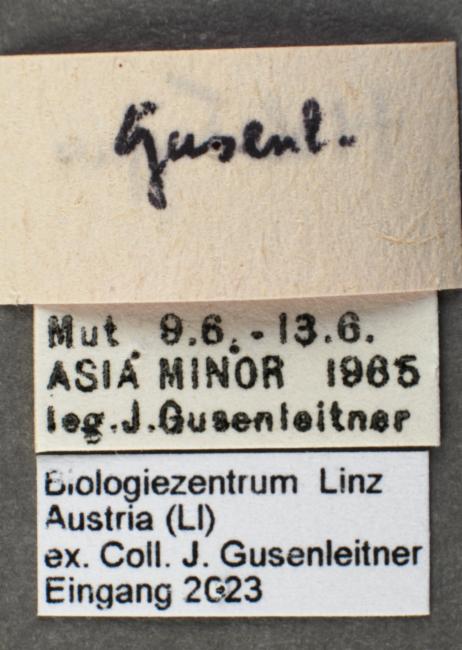 Gusenl.
Mut. 9.6.-13.6.
ASIA MINOR 1965
leg.J.Gusenleitner
Biologiezentrum Linz
Austria (LI)
ex. Coll. J. Gusenleitner
Eingang 2023